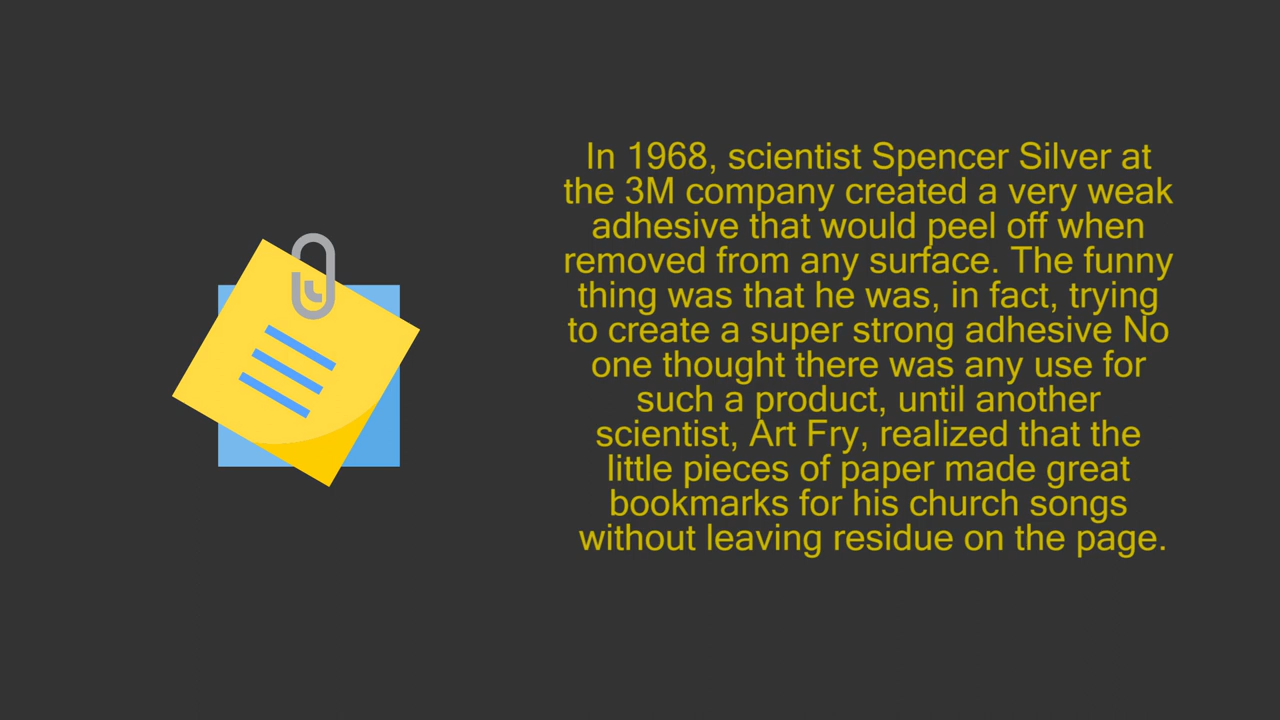 In 1968, scientist Spencer Silver at
the 3M company created a very weak
adhesive that would peel off when
removed from any surface. The funny
thing was that he was, in fact, trying
to create a super strong adhesive No
one thought there was any use for
such a product, until another
scientist, Art Fry, realized that the
little pieces of paper made great
bookmarks for his church songs
without leaving residue on the page.